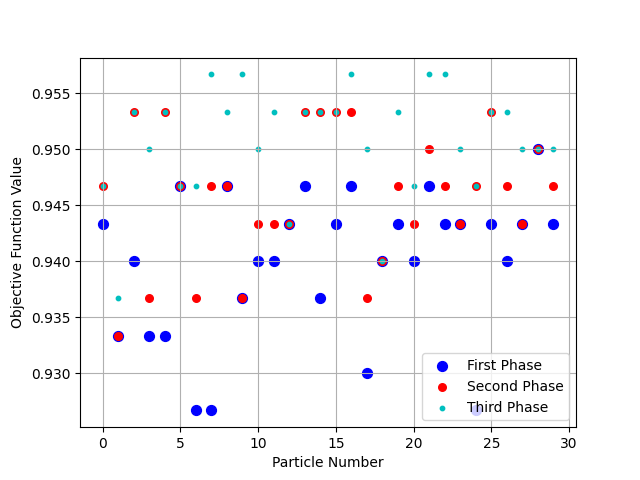 Objective Function Value
0.955
0.950
0.945
0.940
0.935
0.930
First Phase
Second Phase
Third Phase
0 5 10 15 20 25 30
Particle Number